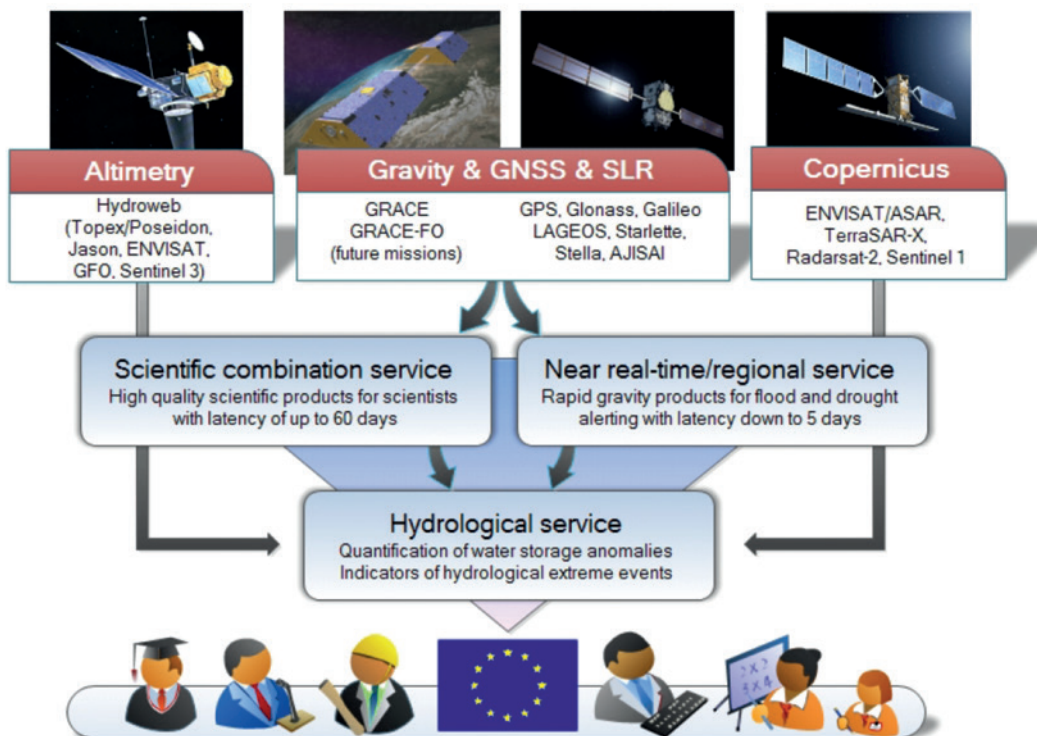 Altimetry
Hydroweb
(Topex/Poseidon,
Jason, ENVISAT,
GFO, Sentinel 3)
Gravity & GNSS & SLR
GRACE
GRACE-FO
(future missions)
GPS, Glonass, Galileo
LAGEOS, Starlette,
Stella, AJISAI
Copernicus
ENVISAT/ASAR,
TerraSAR-X,
Radarsat-2, Sentinel 1
Scientific combination service
High quality scientific products for scientists
with latency of up to 60 days
Near real-time/regional service
Rapid gravity products for flood and drought
alerting with latency down to 5 days
Hydrological service
Quantification of water storage anomalies
Indicators of hydrological extreme events
2 x 2
3 x 4